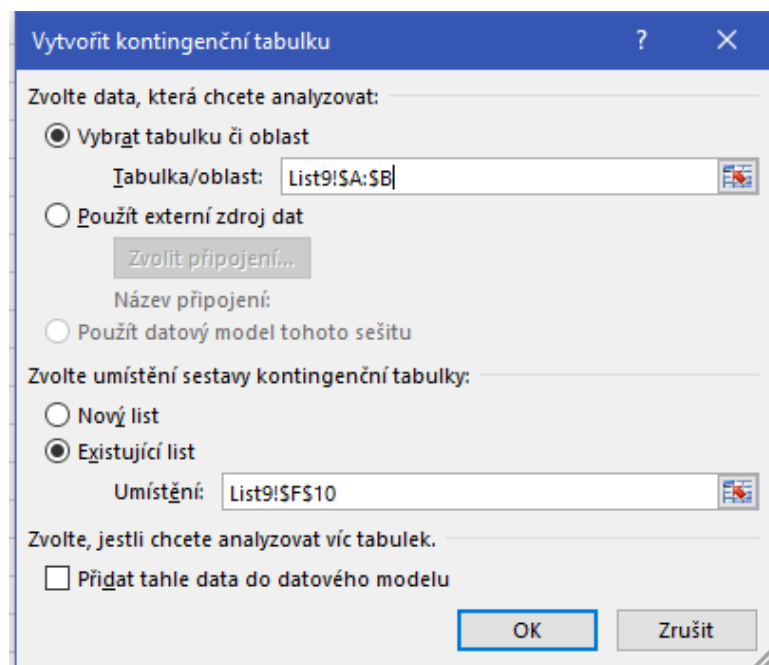 Vytvořit kontingenční tabulku ? ×
Zvolte data, která chcete analyzovat:
Vybrat tabulku či oblast
Tabulka/oblast: List9!$A:$B
Použít externí zdroj dat
Zvolit připojení...
Název připojení:
Použít datový model tohoto sešitu
Zvolte umístění sestavy kontingenční tabulky:
Nový list
Existující list
Umístění: List9!$F$10
Zvolte, jestli chcete analyzovat víc tabulek.
Přidat tahle data do datového modelu
OK Zrušit